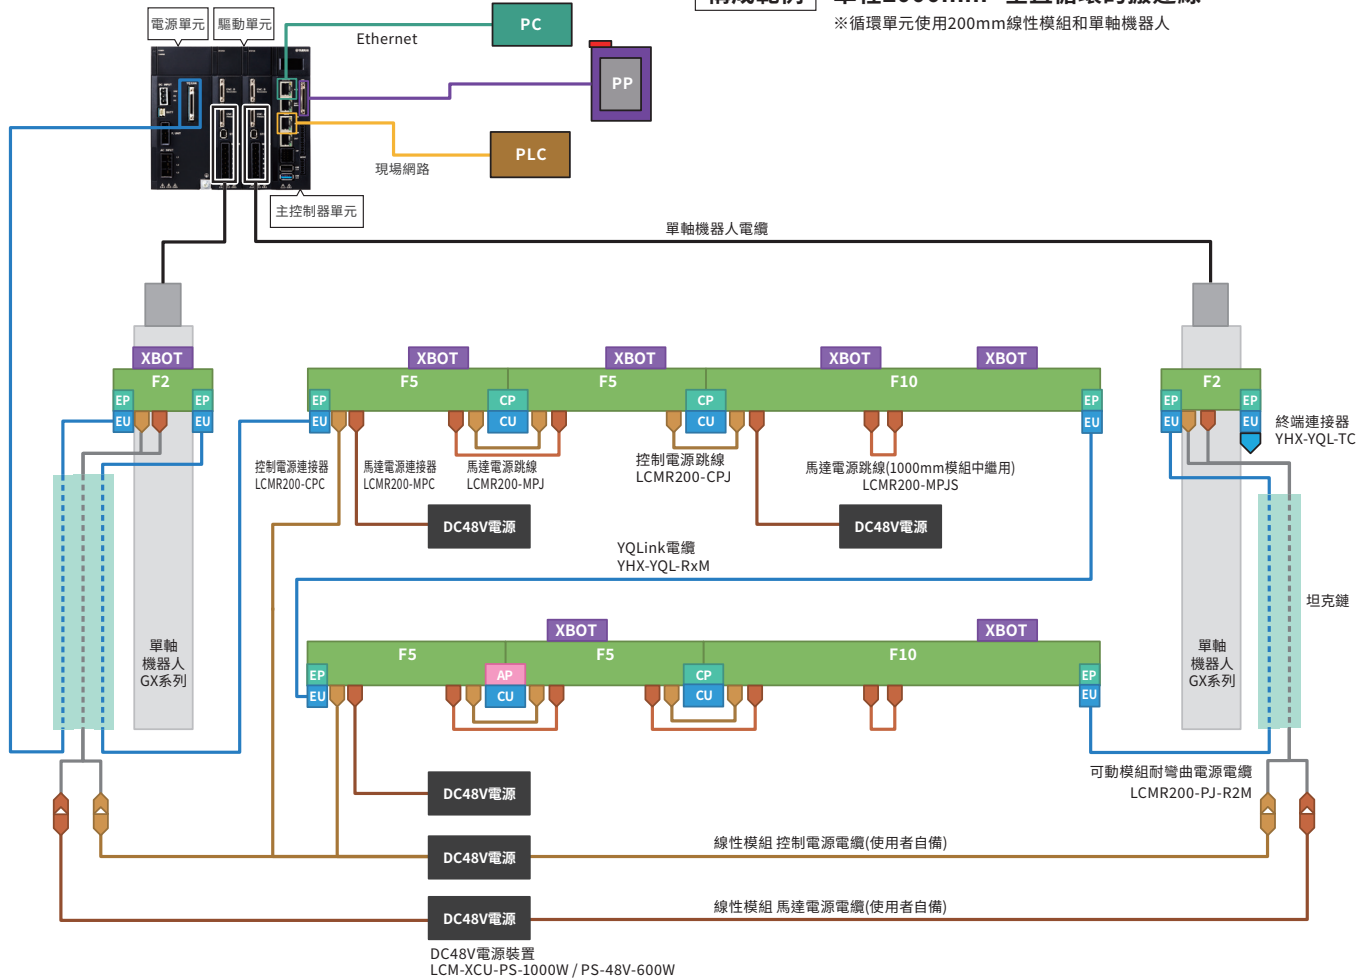 電源單元
驅動單元
Ethernet
PC
PP
PLC
現場網路
主控制器單元
※循環單元使用200mm線性模組和單軸機器人
單軸機器人電纜
XBOT
F2
EP
EP
EU
EU
XBOT
XBOT
XBOT
XBOT
F5
F5
F10
EP
CP
CP
EP
EU
CU
CU
EU
F2
EP
EP
EU
EU
終端連接器
YHX-YQL-TC
控制電源連接器
LCMR200-CPC
馬達電源連接器
LCMR200-MPC
馬達電源跳線
LCMR200-MPJ
控制電源跳線
LCMR200-CPJ
馬達電源跳線(1000mm模組中繼用)
LCMR200-MPJS
DC48V電源
DC48V電源
YQLink電纜
YHX-YQL-RxM
坦克鏈
單軸
機器人
GX系列
XBOT
XBOT
F5
F5
F10
EP
AP
CP
EP
EU
CU
CU
EU
單軸
機器人
GX系列
可動模組耐彎曲電源電纜
LCMR200-PJ-R2M
DC48V電源
DC48V電源
線性模組 控制電源電纜(使用者自備)
DC48V電源
線性模組 馬達電源電纜(使用者自備)
DC48V電源裝置
LCM-XCU-PS-1000W / PS-48V-600W